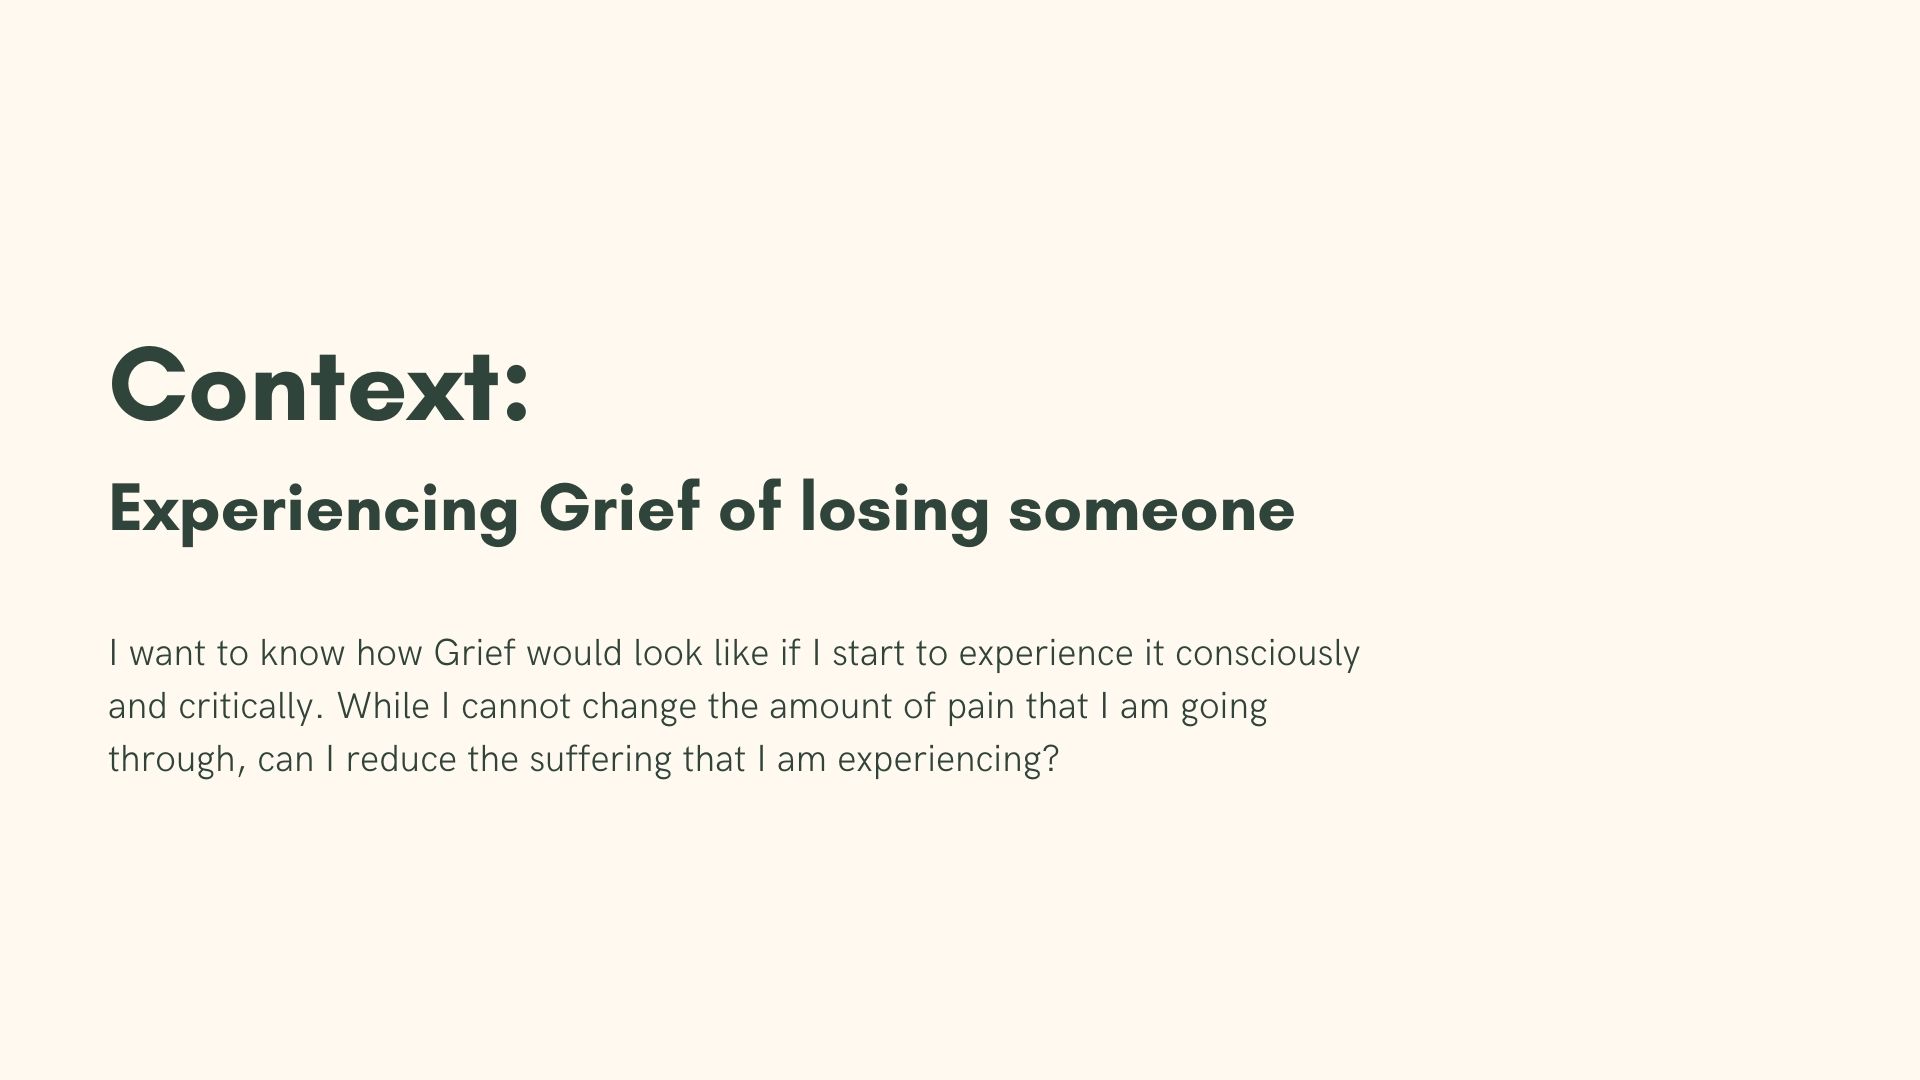 Context:
Experiencing Grief of losing someone
I want to know how Grief would look like if I start to experience it consciously
and critically. While I cannot change the amount of pain that I am going
through, can I reduce the suffering that I am experiencing?